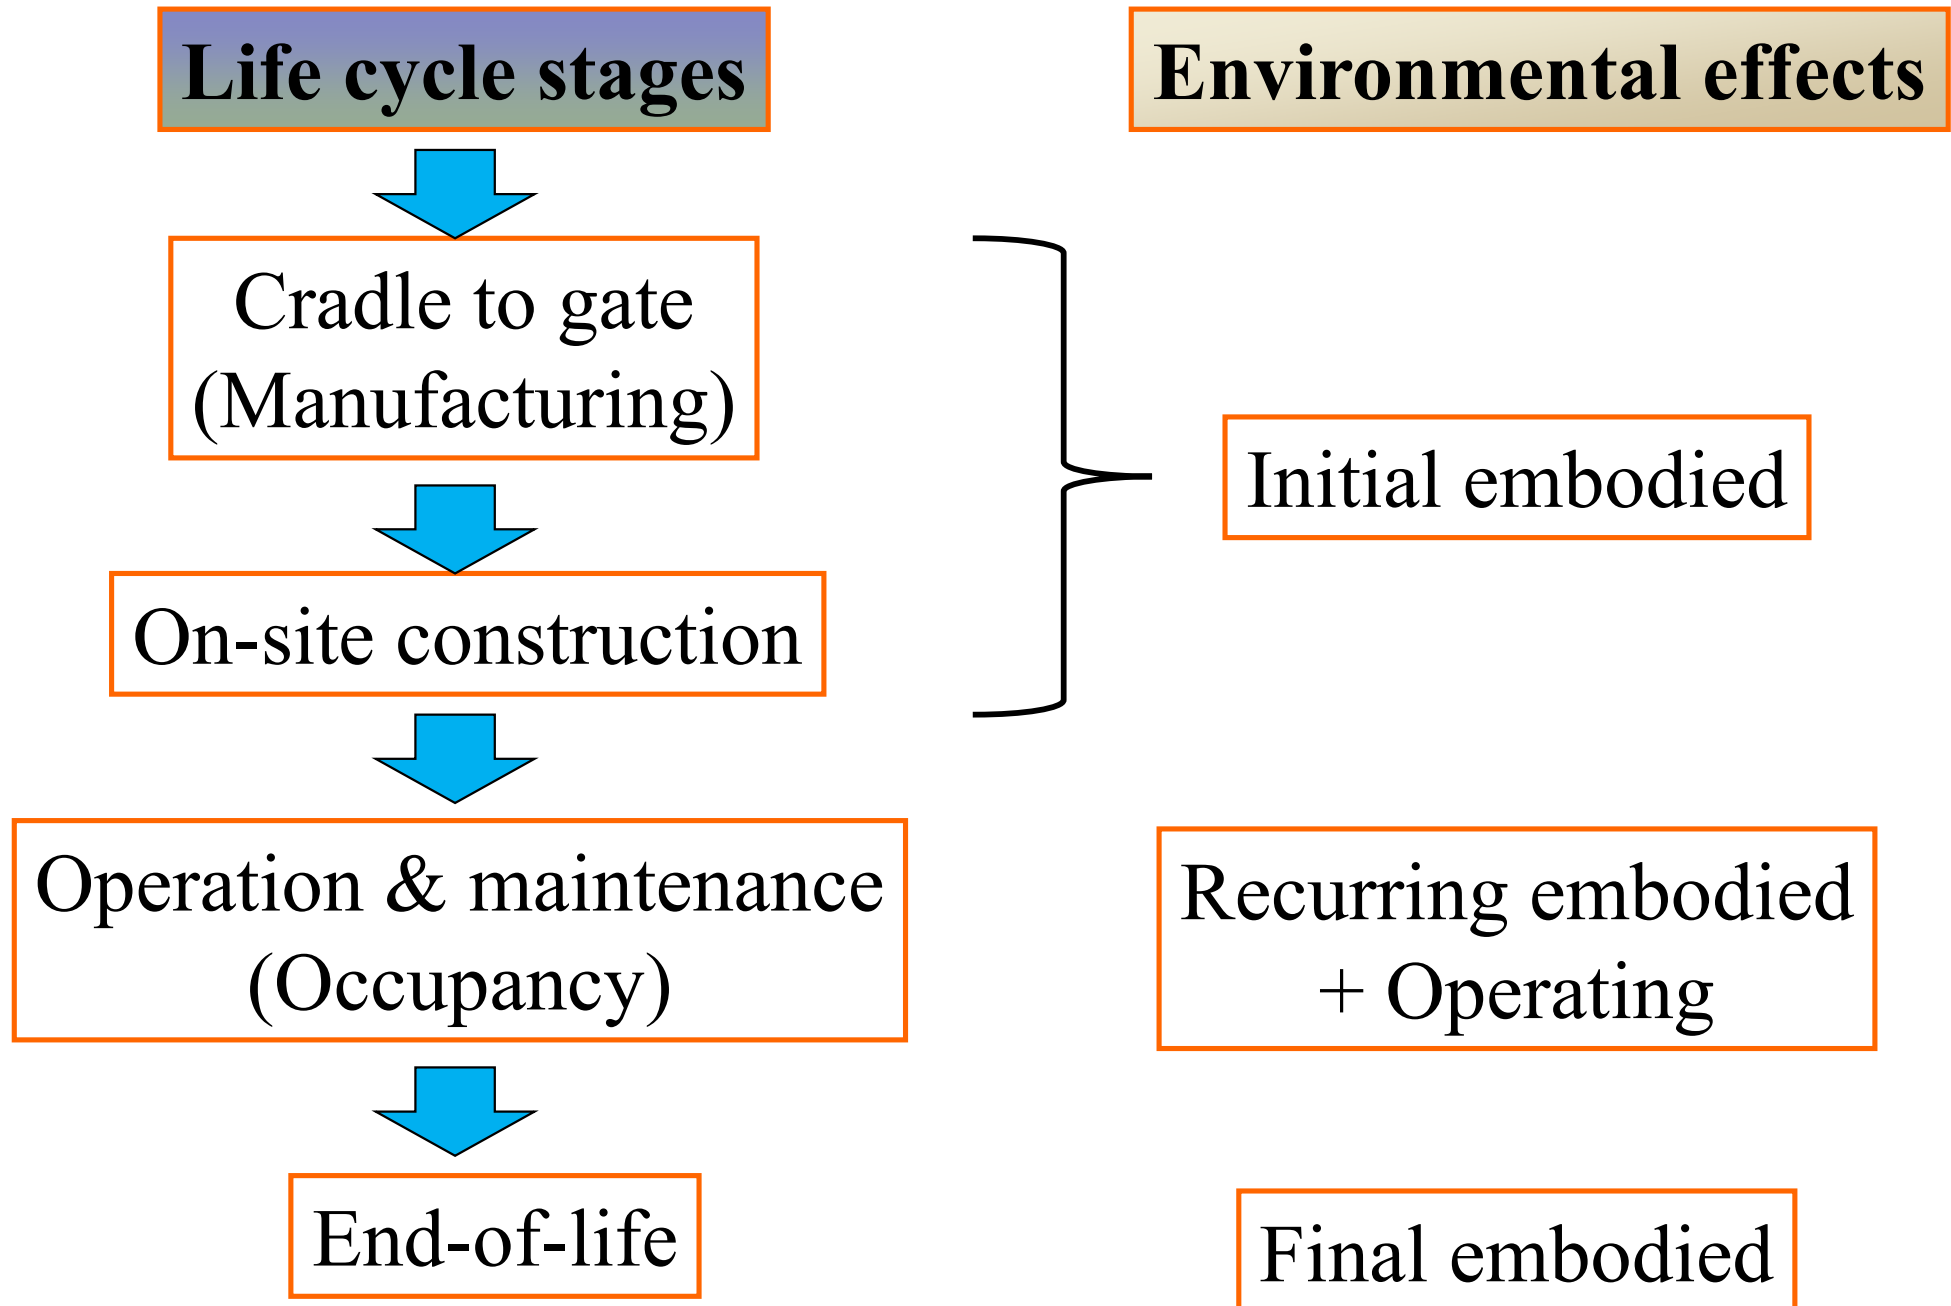 Life cycle stages
Environmental effects
Cradle to gate
(Manufacturing)
On-site construction
Initial embodied
Operation & maintenance
(Occupancy)
Recurring embodied
+ Operating
End-of-life
Final embodied